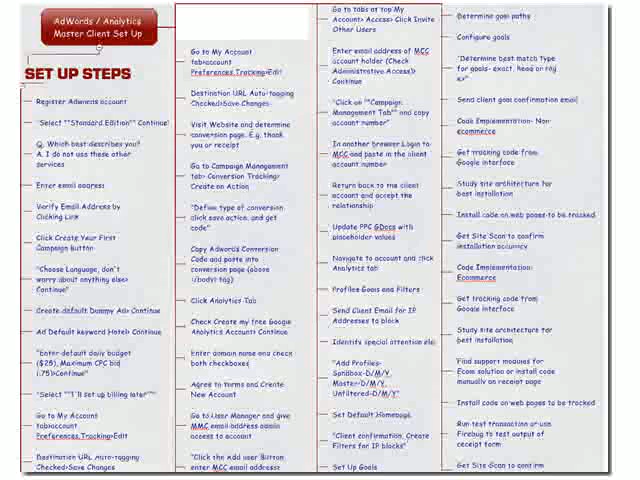 AdWords / Analytics
Master Client Set Up
SET UP STEPS
Register Adwords account
"Select ""Standard Edition"" Continue"
Q. Which best describes you?
A. I do not use these other
services
Enter email address
Verify Email Address by
Clicking Link
Click Create Your First
Campaign Button
"Choose Language, don't
worry about anything else>
Continue"
Create default Dummy Ad> Continue
Ad Default keyword Hotel> Continue
"Enter default daily budget
($25), Maximum CPC bid
(.75)>Continue"
"Select ""I'll set up billing later"""
Go to My Account
tab>account
Preferences.Tracking>Edit
Destination URL Auto-tagging
Checked>Save Changes
Go to My Account
tab>account
Preferences.Tracking>Edit
Destination URL Auto-tagging
Checked>Save Changes
Visit Website and determine
conversion page. E.g. thank
you or receipt
Go to Campaign Management
tab> Conversion Tracking>
Create an Action
"Define type of conversion
click save action, and get
code"
Copy Adwords Conversion
Code and paste into
conversion page (above
</body> tag)
Click Analytics Tab
Check Create my free Google
Analytics Account> Continue
Enter domain name and check
both checkboxes
Agree to terms and Create
New Account
Go to User Manager and give
MMC email address admin
access to account
"Click the Add user Button>
enter MCC email address>
Go to tabs at top My
Account> Access> Click Invite
Other Users
Enter email address of MCC
account holder (Check
Administrative Access)>
Continue
"Click on ""Campaign
Management Tab"" and copy
account number"
In another browser Login to
MCC and paste in the client
account number
Return back to the client
account and accept the
relationship
Update PPC GDocs with
placeholder values
Navigate to account and click
Analytics tab
Profiles Goals and Filters
Send Client Email for IP
Addresses to block
Identify special attention ele
"Add Profiles-
Sandbox-D/M/Y,
Master-D/M/Y,
Unfiltered-D/M/Y"
Set Default Homepage
"Client confirmation, Create
Filters for IP blocks"
Set Up Goals
Determine goal paths
Configure goals
"Determine best match type
for goals- exact, head or reg
ex"
Send client goal confirmation email
Code Implementation- Non
ecommerce
Get tracking code from
Google interface
Study site architecture for
best installation
Install code on web pages to be tracked
Get Site Scan to confirm
installation accuracy
Code Implementation-
Ecommerce
Get tracking code from
Google interface
Study site architecture for
best installation
Find support modules for
Ecom solution or install code
manually on receipt page
Install code on web pages to be tracked
Run test transaction or use
Firebug to test output of
receipt form
Get Site Scan to confirm